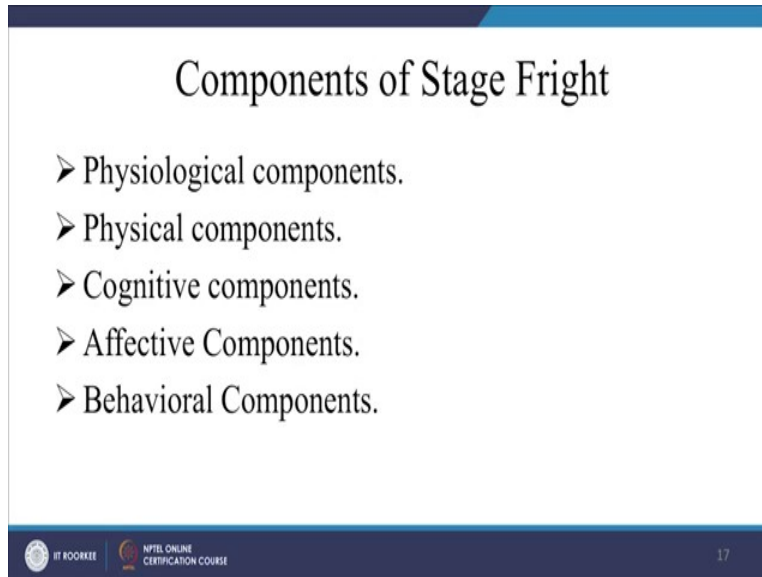 Components of Stage Fright
➢ Physiological components.
➢ Physical components.
➢ Cognitive components.
➢ Affective Components.
➢ Behavioral Components.
IIT ROORKEE
NPTEL ONLINE
CERTIFICATION COURSE
17